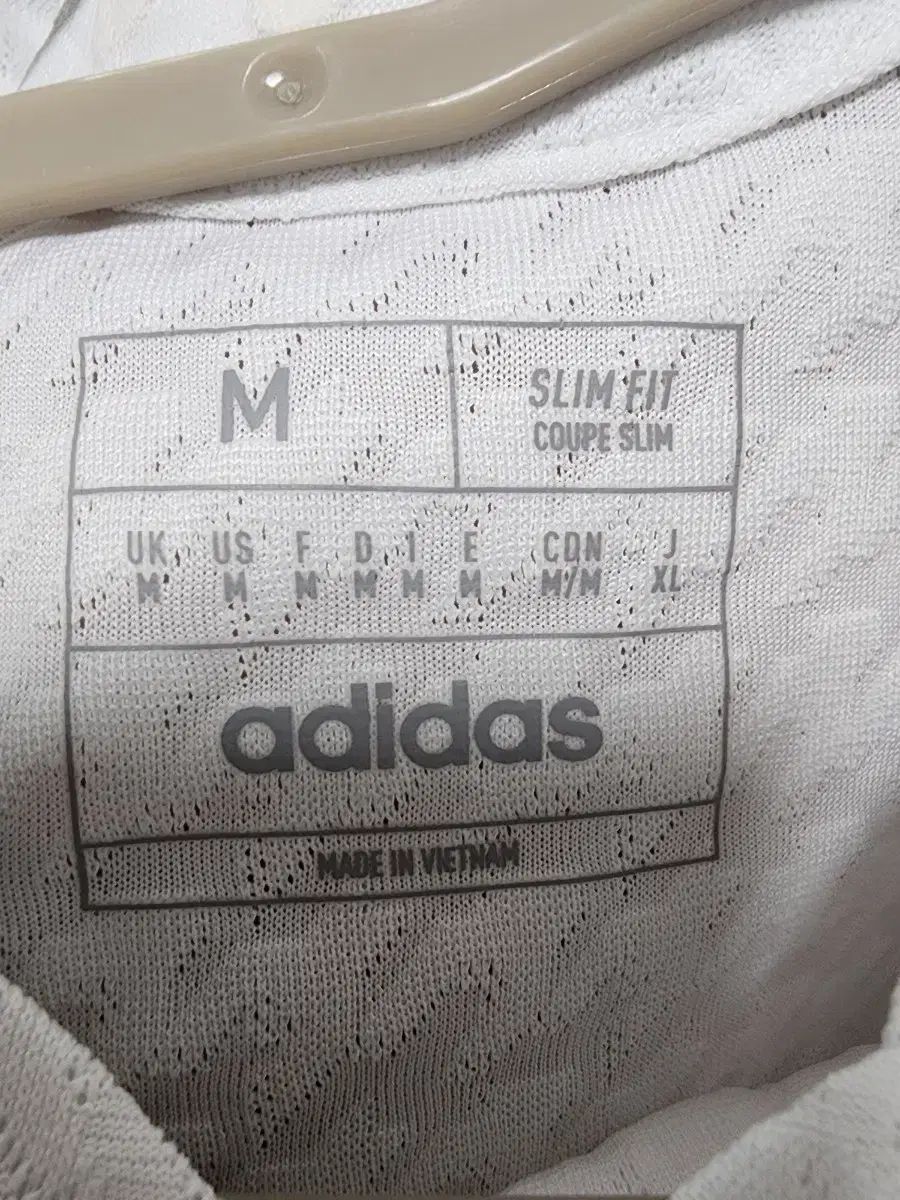 M
SLIM FIT
COUPE SLIM
UK US F D I E CDN J
M M M M M M M/M XL
adidas
MADE IN VIETNAM